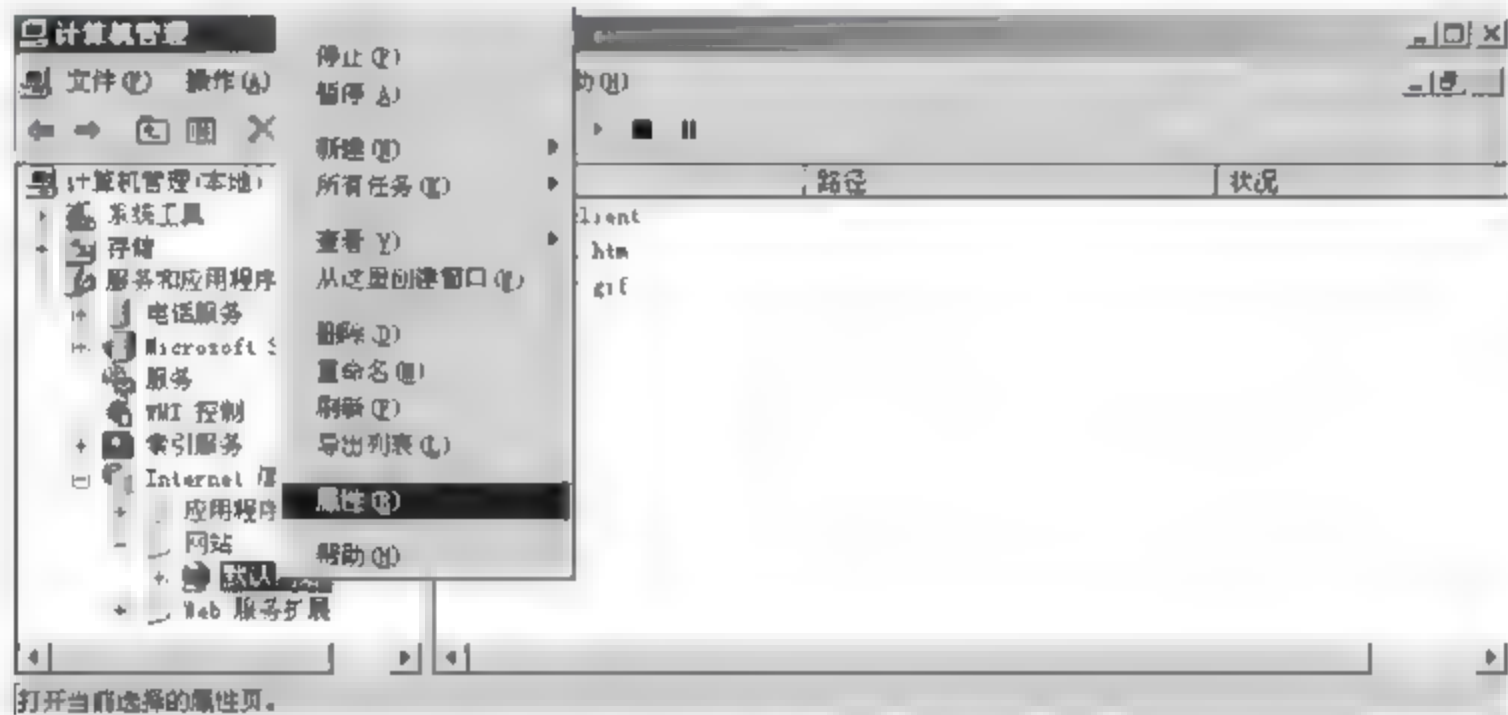 计算机管理
文件(F) 操作(A)
助(H)
停止(P)
暂停 A)
新建(N)
所有任务(K)
查看 V)
从这里创建窗口(W)
删除 D)
重命名(M)
刷新(F)
导出列表(L)
属性(R)
帮助(H)
计算机管理(本地)
系统工具
存储
服务和应用程序
电话服务
Microsoft S
服务
WMI 控制
索引服务
Internet 信
应用程序
网站
默认
Web 服务扩展
路径
状况
client
htm
gif
打开当前选择的属性页。